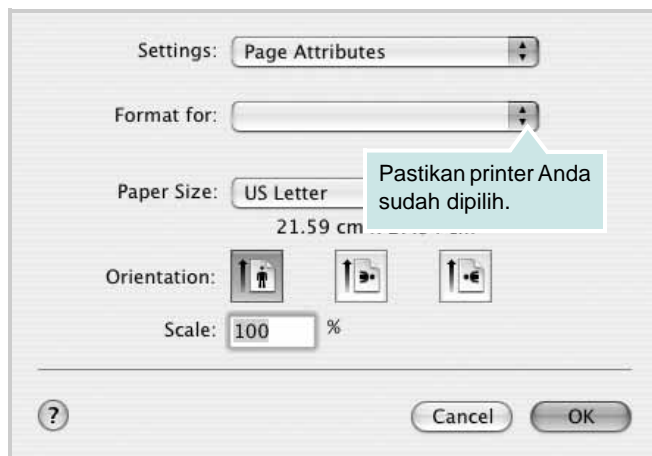 Settings: Page Attributes
Format for:
Pastikan printer Anda
sudah dipilih.
Paper Size: US Letter
21.59 cm
Orientation:
Scale: 100 %
? Cancel OK